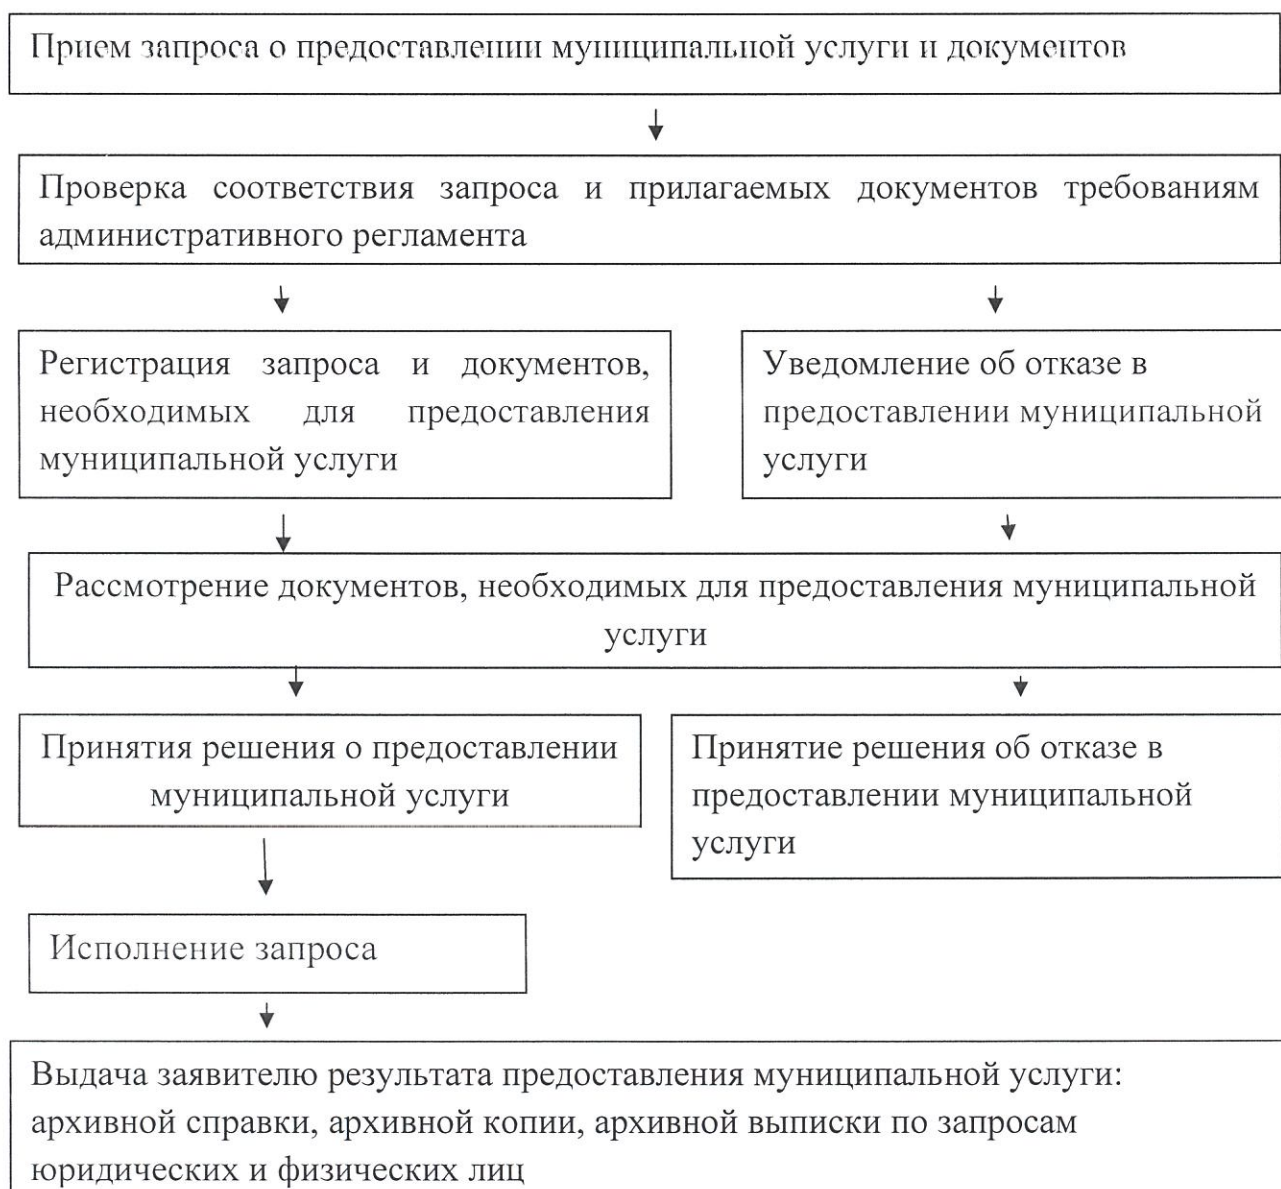 Прием запроса о предоставлении муниципальной услуги и документов
Проверка соответствия запроса и прилагаемых документов требованиям
административного регламента
Регистрация запроса и документов,
необходимых для предоставления
муниципальной услуги
Уведомление об отказе в
предоставлении муниципальной
услуги
Рассмотрение документов, необходимых для предоставления муниципальной
услуги
Принятия решения о предоставлении
муниципальной услуги
Принятие решения об отказе в
предоставлении муниципальной
услуги
Исполнение запроса
Выдача заявителю результата предоставления муниципальной услуги:
архивной справки, архивной копии, архивной выписки по запросам
юридических и физических лиц